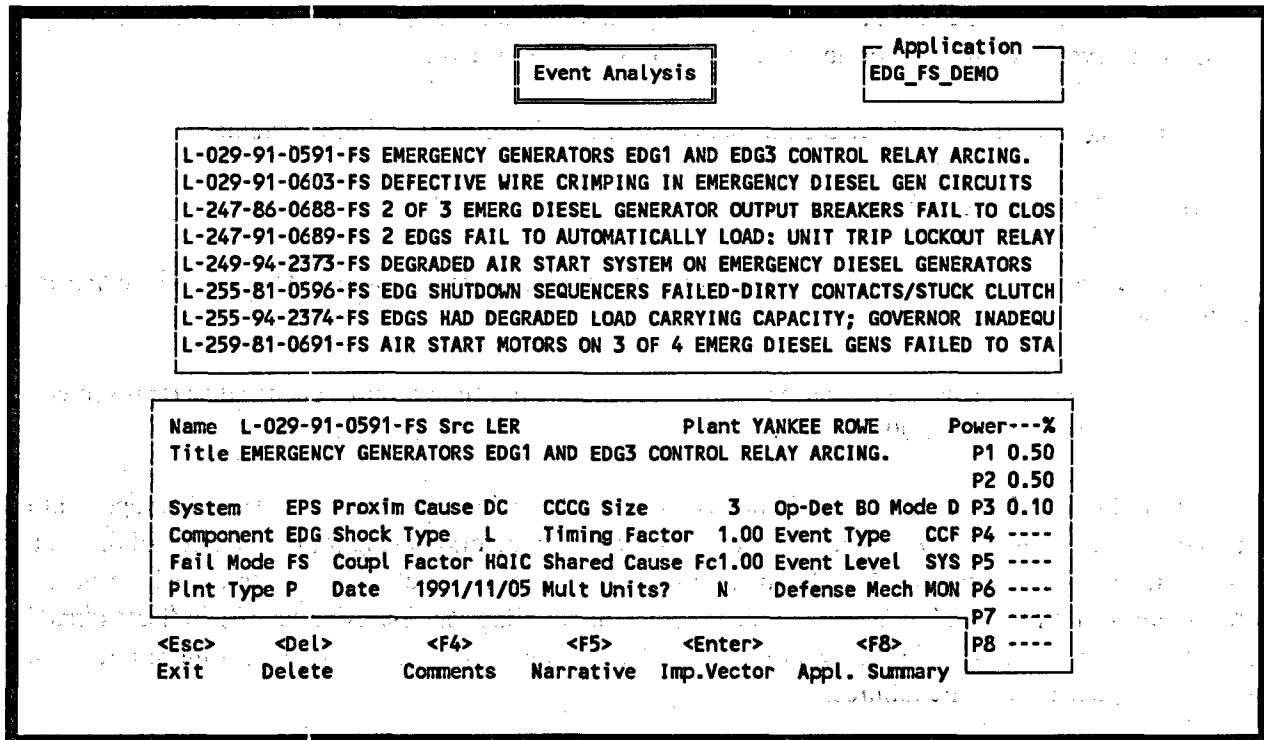 Application
Event Analysis
EDG_FS_DEMO
L-029-91-0591-FS EMERGENCY GENERATORS EDG1 AND EDG3 CONTROL RELAY ARCING.
L-029-91-0603-FS DEFECTIVE WIRE CRIMPING IN EMERGENCY DIESEL GEN CIRCUITS
L-247-86-0688-FS 2 OF 3 EMERG DIESEL GENERATOR OUTPUT BREAKERS FAIL TO CLOS
L-247-91-0689-FS 2 EDGS FAIL TO AUTOMATICALLY LOAD: UNIT TRIP LOCKOUT RELAY
L-249-94-2373-FS DEGRADED AIR START SYSTEM ON EMERGENCY DIESEL GENERATORS
L-255-81-0596-FS EDG SHUTDOWN SEQUENCERS FAILED-DIRTY CONTACTS/STUCK CLUTCH
L-255-94-2374-FS EDGS HAD DEGRADED LOAD CARRYING CAPACITY; GOVERNOR INADEQU
L-259-81-0691-FS AIR START MOTORS ON 3 OF 4 EMERG DIESEL GENS FAILED TO STA
Name L-029-91-0591-FS Src LER Plant YANKEE ROWE Power---%
Title EMERGENCY GENERATORS EDG1 AND EDG3 CONTROL RELAY ARCING. P1 0.50
P2 0.50
System EPS Proxim Cause DC CCCG Size 3 Op-Det BO Mode D P3 0.10
Component EDG Shock Type L Timing Factor 1.00 Event Type CCF P4 ----
Fail Mode FS Coupl Factor HQIC Shared Cause Fc1.00 Event Level SYS P5 ----
Plnt Type P Date 1991/11/05 Mult Units? N Defense Mech MON P6 ----
P7 ----
<Esc> <Del> <F4> <F5> <Enter> <F8> P8 ----
Exit Delete Comments Narrative Imp.Vector Appl. Summary